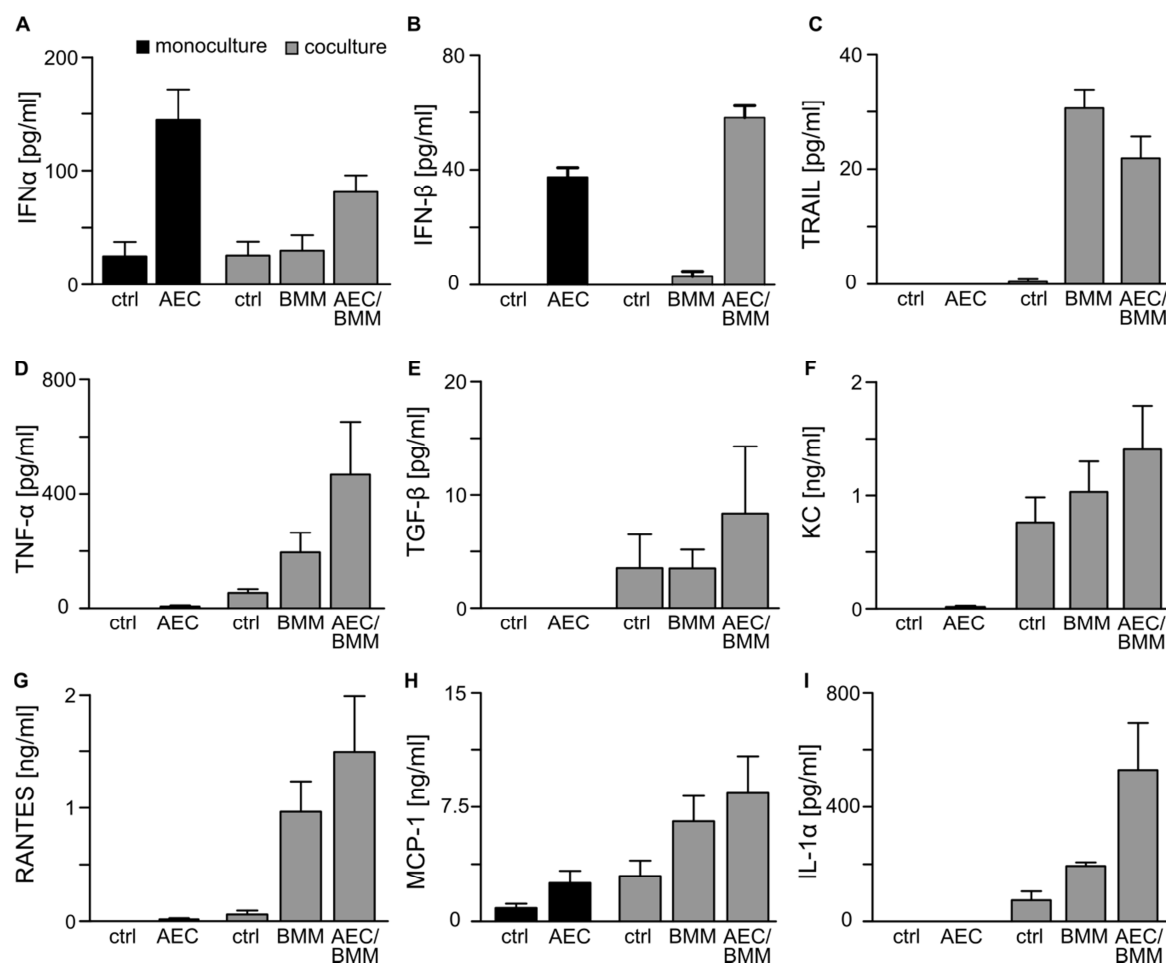 A
■ monoculture ■ coculture
IFNα [pg/ml]
200
100
0
ctrl AEC ctrl BMM AEC/
BMM
B
IFN-β [pg/ml]
80
40
0
ctrl AEC ctrl BMM AEC/
BMM
C
TRAIL [pg/ml]
40
20
0
ctrl AEC ctrl BMM AEC/
BMM
D
TNF-α [pg/ml]
800
400
0
ctrl AEC ctrl BMM AEC/
BMM
E
TGF-β [pg/ml]
20
10
0
ctrl AEC ctrl BMM AEC/
BMM
F
KC [ng/ml]
2
1
0
ctrl AEC ctrl BMM AEC/
BMM
G
RANTES [ng/ml]
2
1
0
ctrl AEC ctrl BMM AEC/
BMM
H
MCP-1 [ng/ml]
15
7.5
0
ctrl AEC ctrl BMM AEC/
BMM
I
IL-1α [pg/ml]
800
400
0
ctrl AEC ctrl BMM AEC/
BMM